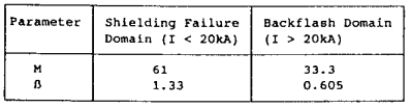 Parameter Shielding Failure Backflash Domain
Domain (I < 20kA) (I > 20kA)
M 61 33.3
ß 1.33 0.605